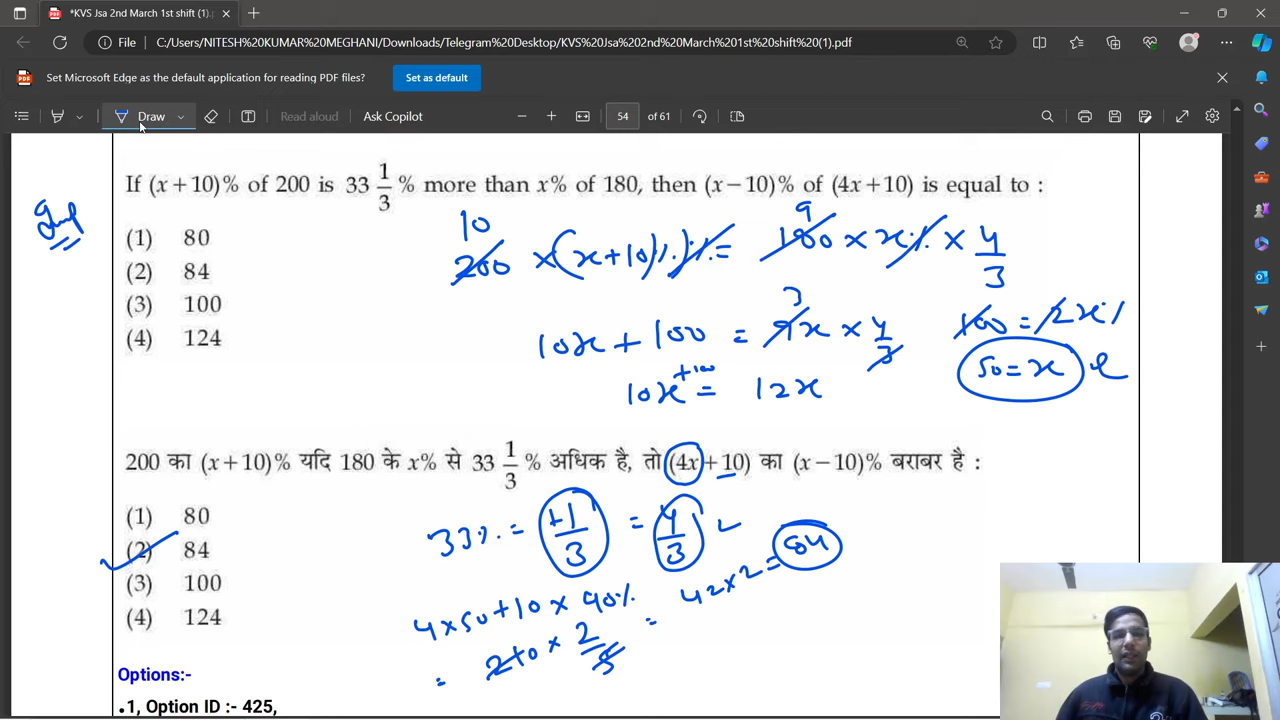 *KVS Jsa 2nd March 1st shift (1).p
File C:/Users/NITESH%20KUMAR%20MEGHANI/Downloads/Telegram%20Desktop/KVS%20Jsa%202nd%20March%201st%20shift%20(1).pdf
Set Microsoft Edge as the default application for reading PDF files? Set as default
Draw Read aloud Ask Copilot 54 of 61
If (x+10)% of 200 is 33 1/3 % more than x% of 180, then (x−10)% of (4x+10) is equal to :
(1) 80
(2) 84
(3) 100
(4) 124
10 9
200 × (x+10)% = 180 × x% × 4/3
3
10x + 100 = 9x × 4/3
100 = 2x
10x +100 = 12x
50 = x
200 का (x+10)% यदि 180 के x% से 33 1/3 % अधिक है, तो (4x+10) का (x−10)% बराबर है :
(1) 80
(2) 84
(3) 100
(4) 124
33% = +1/3 = 4/3
4×50+10 × 40% = 42×2 = 84
= 210 × 2/5
Options:-
.1, Option ID :- 425,